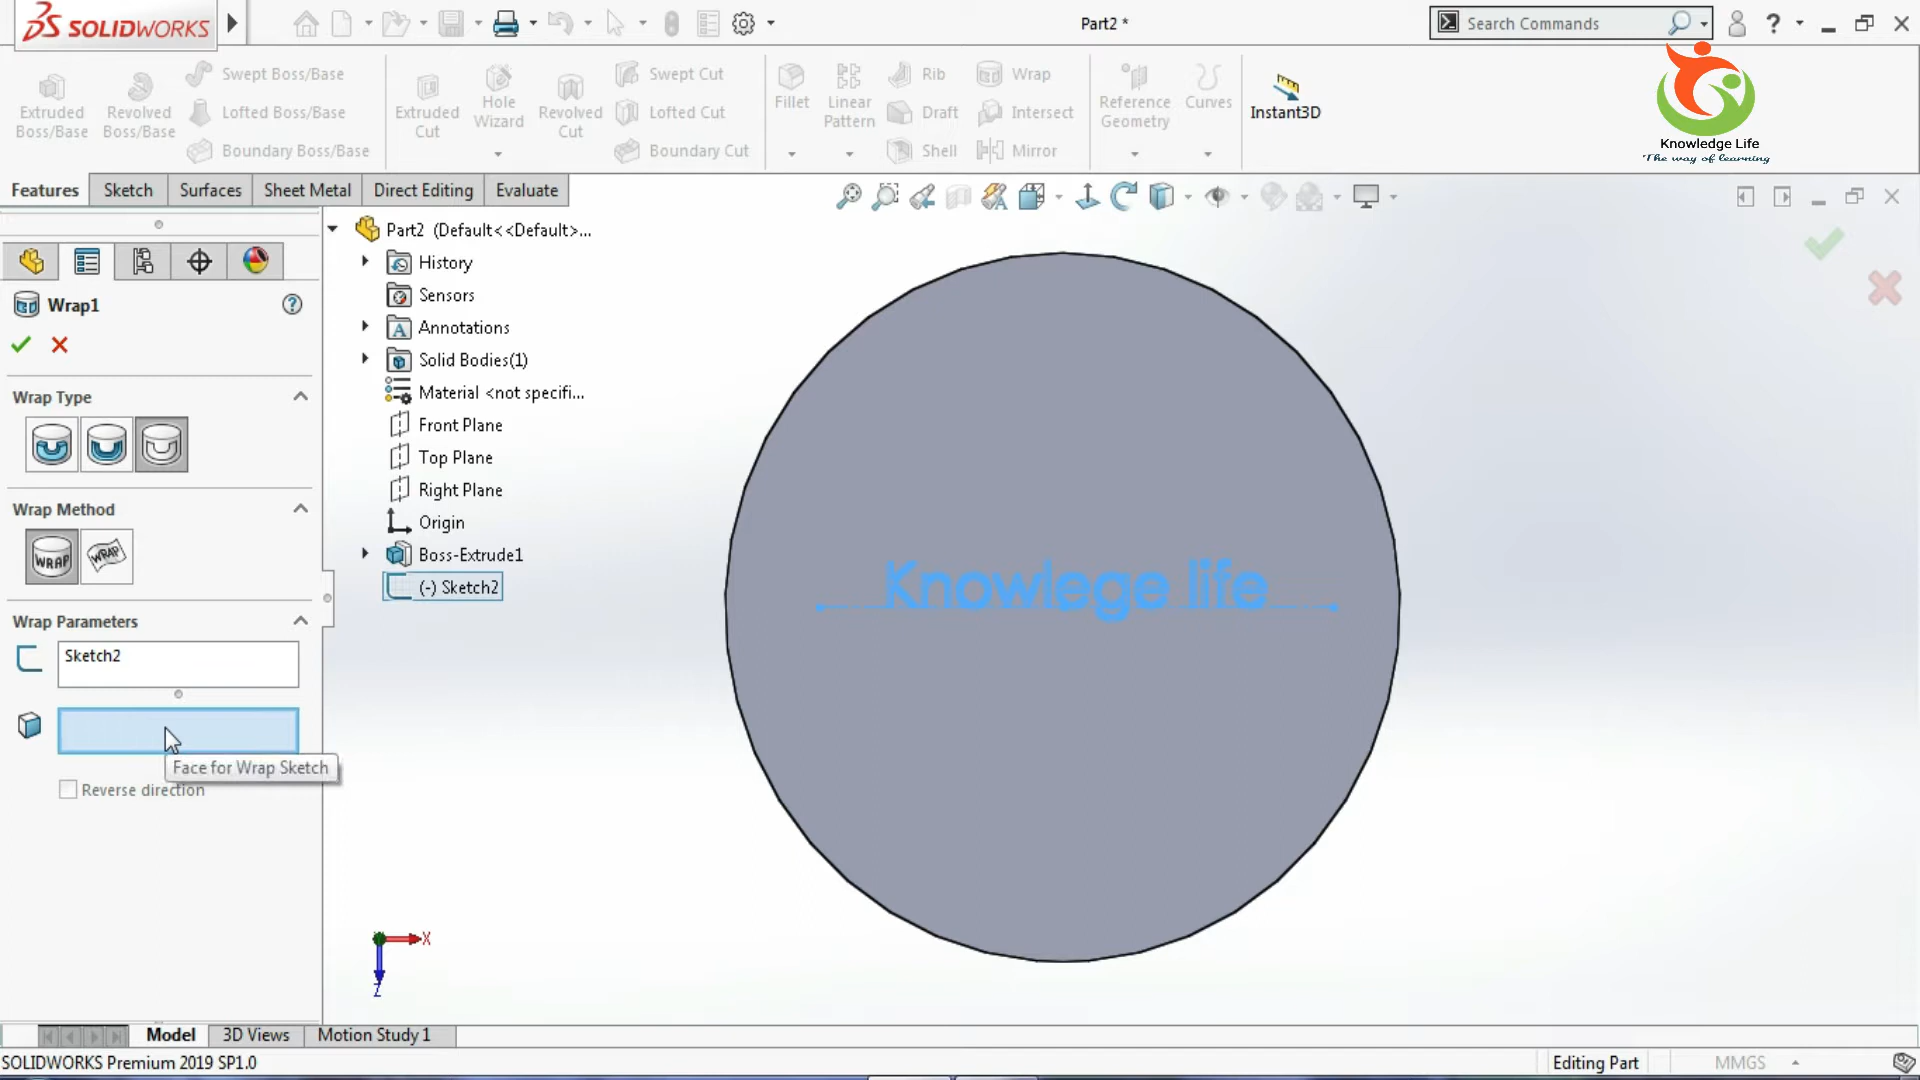 SOLIDWORKS
Part2 *
Search Commands
?
Extruded Boss/Base
Revolved Boss/Base
Swept Boss/Base
Lofted Boss/Base
Boundary Boss/Base
Extruded Cut
Hole Wizard
Revolved Cut
Swept Cut
Lofted Cut
Boundary Cut
Fillet
Linear Pattern
Rib
Draft
Shell
Wrap
Intersect
Mirror
Reference Geometry
Curves
Instant3D
Knowledge Life
The way of learning
Features
Sketch
Surfaces
Sheet Metal
Direct Editing
Evaluate
Part2 (Default<<Default>...
History
Sensors
Annotations
Solid Bodies(1)
Material <not specifi...
Front Plane
Top Plane
Right Plane
Origin
Boss-Extrude1
(-) Sketch2
Wrap1
?
Wrap Type
Wrap Method
WRAP
WRAP
Wrap Parameters
Sketch2
Face for Wrap Sketch
Reverse direction
Knowlege life
X
Z
Model
3D Views
Motion Study 1
SOLIDWORKS Premium 2019 SP1.0
Editing Part
MMGS